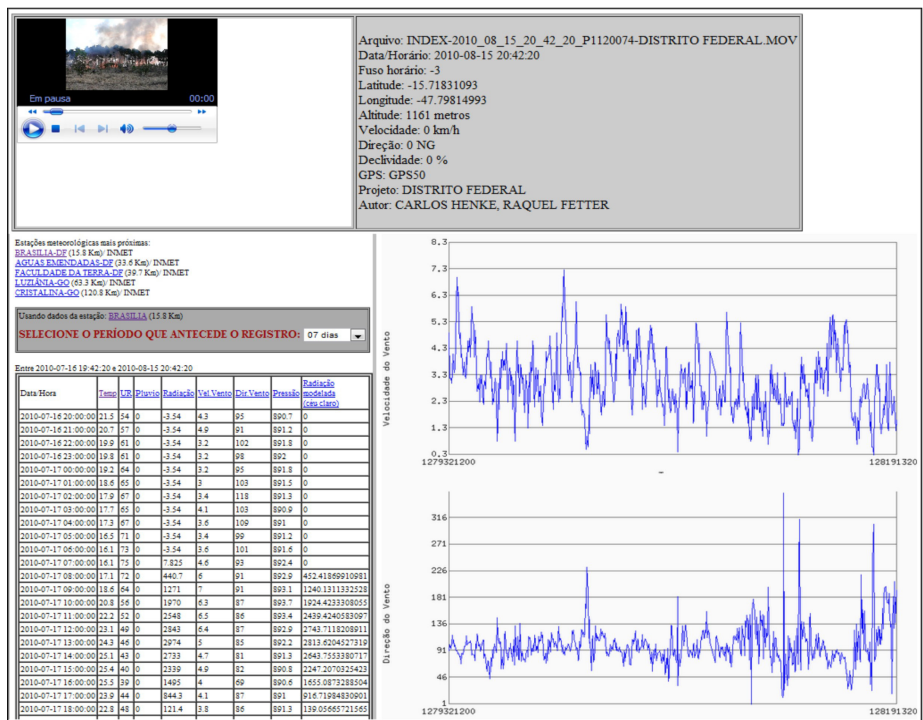 Em pausa 00:00
Arquivo: INDEX-2010_08_15_20_42_20_P1120074-DISTRITO FEDERAL.MOV
Data/Horário: 2010-08-15 20:42:20
Fuso horário: -3
Latitude: -15.71831093
Longitude: -47.79814993
Altitude: 1161 metros
Velocidade: 0 km/h
Direção: 0 NG
Declividade: 0 %
GPS: GPS50
Projeto: DISTRITO FEDERAL
Autor: CARLOS HENKE, RAQUEL FETTER
Estações meteorológicas mais próximas:
BRASILIA-DF (15.8 Km)/ INMET
AGUAS EMENDADAS-DF (33.6 Km)/ INMET
FACULDADE DA TERRA-DF (39.7 Km)/ INMET
LUZIÂNIA-GO (63.3 Km)/ INMET
CRISTALINA-GO (120.8 Km)/ INMET
Usando dados da estação: BRASILIA (15.8 Km)
SELECIONE O PERÍODO QUE ANTECEDE O REGISTRO: 07 dias
Entre 2010-07-16 19:42:20 e 2010-08-15 20:42:20
Data/Hora Temp UR Pluvio Radiação Vel.Vento Dir.Vento Pressão Radiação modelada (céu claro)
2010-07-16 20:00:00 21.5 54 0 -3.54 4.3 95 890.7 0
2010-07-16 21:00:00 20.7 57 0 -3.54 4.9 91 891.2 0
2010-07-16 22:00:00 19.9 61 0 -3.54 3.2 102 891.8 0
2010-07-16 23:00:00 19.8 61 0 -3.54 3.2 98 892 0
2010-07-17 00:00:00 19.2 64 0 -3.54 3.2 95 891.8 0
2010-07-17 01:00:00 18.6 65 0 -3.54 3 103 891.5 0
2010-07-17 02:00:00 17.9 67 0 -3.54 3.4 118 891.3 0
2010-07-17 03:00:00 17.7 65 0 -3.54 4.1 103 890.9 0
2010-07-17 04:00:00 17.3 67 0 -3.54 3.6 109 891 0
2010-07-17 05:00:00 16.5 71 0 -3.54 3.4 99 891.2 0
2010-07-17 06:00:00 16.1 73 0 -3.54 3.6 101 891.6 0
2010-07-17 07:00:00 16.1 75 0 7.825 4.6 93 892.4 0
2010-07-17 08:00:00 17.1 72 0 440.7 6 91 892.9 452.41869910981
2010-07-17 09:00:00 18.6 64 0 1271 7 91 893.1 1240.1311332528
2010-07-17 10:00:00 20.8 56 0 1970 6.3 87 893.7 1924.4233308055
2010-07-17 11:00:00 22.2 52 0 2548 6.5 86 893.4 2439.4240583097
2010-07-17 12:00:00 23.1 49 0 2843 6.4 87 892.9 2743.7118208911
2010-07-17 13:00:00 24.3 46 0 2974 5 85 892.2 2813.6204527319
2010-07-17 14:00:00 25.1 43 0 2733 4.7 81 891.3 2643.7553380717
2010-07-17 15:00:00 25.4 40 0 2339 4.9 82 890.8 2247.2070325423
2010-07-17 16:00:00 25.5 39 0 1495 4 69 890.6 1655.0873288504
2010-07-17 17:00:00 23.9 44 0 844.3 4.1 87 891 916.71984830901
2010-07-17 18:00:00 22.8 48 0 121.4 3.8 86 891.3 139.05665721565
Velocidade do Vento
8.3
7.3
6.3
5.3
4.3
3.3
2.3
1.3
0.3
1279321200 128191320
Direção do Vento
316
271
226
181
136
91
46
1
1279321200 128191320